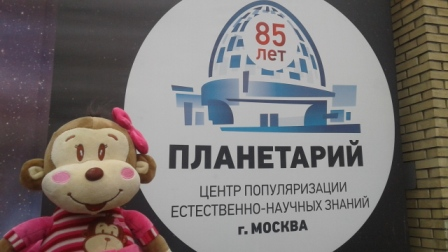 85
ЛЕТ
ПЛАНЕТАРИЙ
ЦЕНТР ПОПУЛЯРИЗАЦИИ
ЕСТЕСТВЕННО-НАУЧНЫХ ЗНАНИЙ
г. МОСКВА